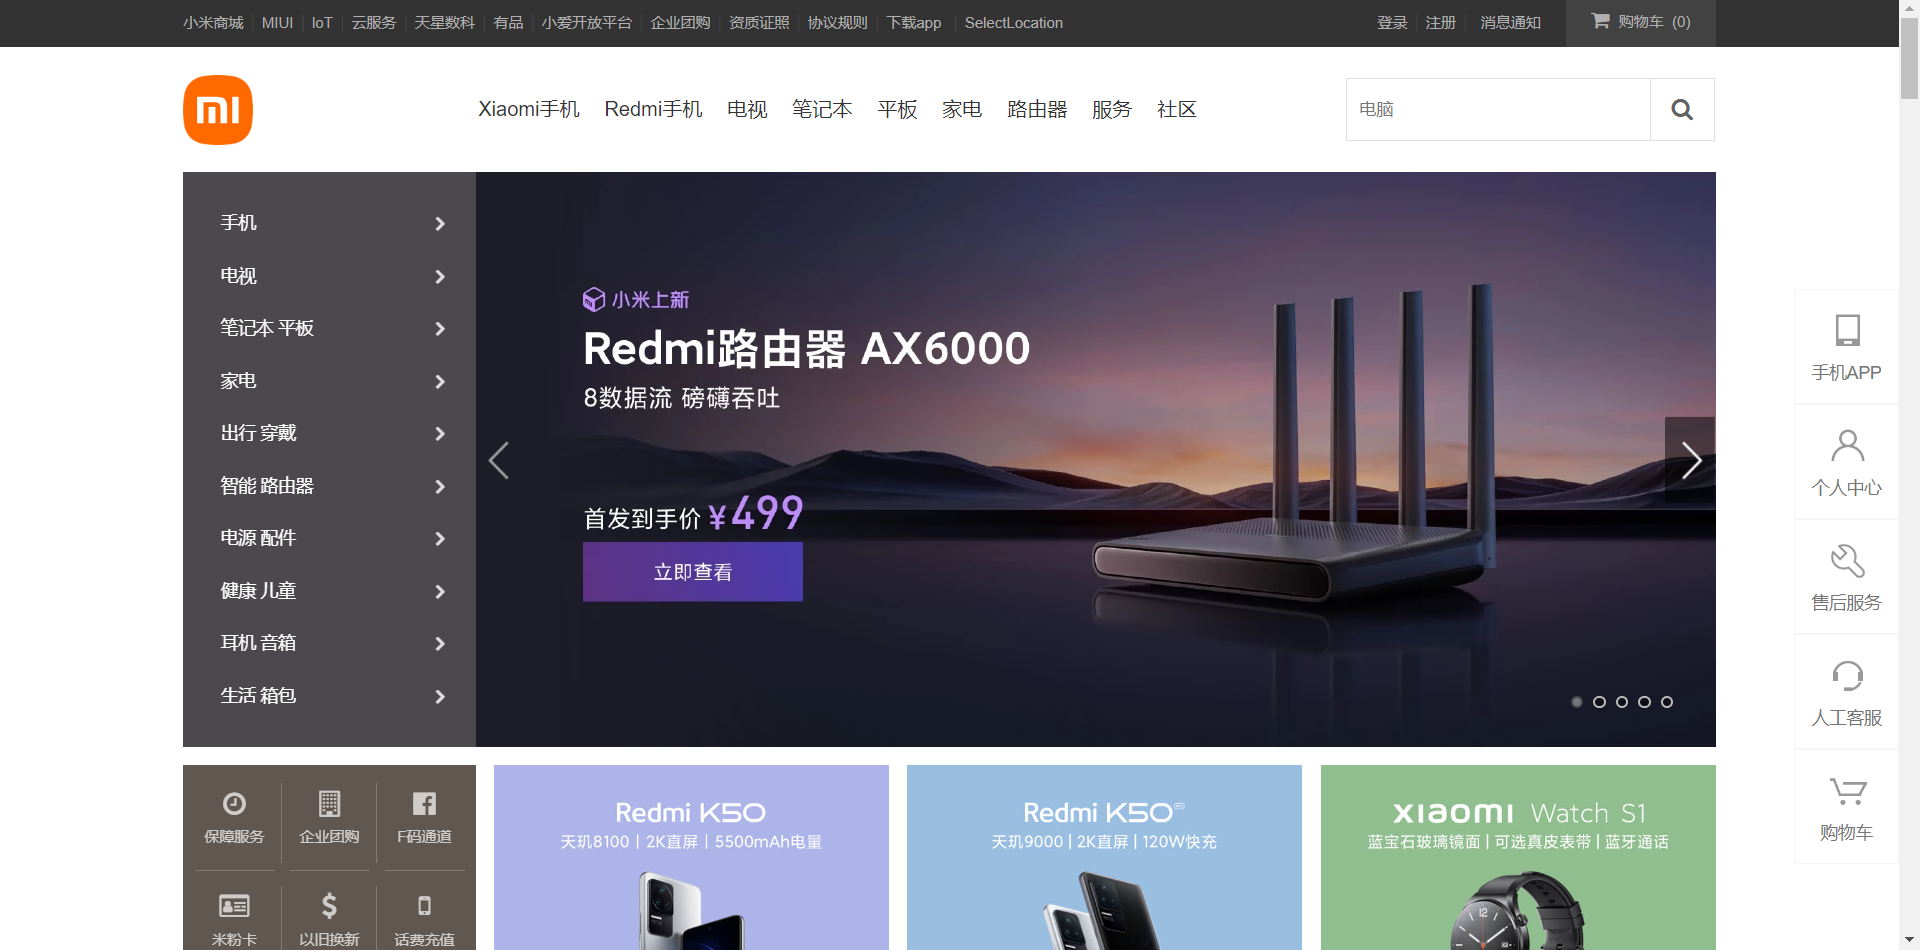 小米商城 MIUI IoT 云服务 天星数科 有品 小爱开放平台 企业团购 资质证照 协议规则 下载app SelectLocation 登录 注册 消息通知 购物车 (0)
Xiaomi手机 Redmi手机 电视 笔记本 平板 家电 路由器 服务 社区 电脑
手机
电视
笔记本 平板
家电
出行 穿戴
智能 路由器
电源 配件
健康 儿童
耳机 音箱
生活 箱包
小米上新
Redmi路由器 AX6000
8数据流 磅礴吞吐
首发到手价 ¥499
立即查看
手机APP
个人中心
售后服务
人工客服
购物车
保障服务 企业团购 F码通道
米粉卡 以旧换新 话费充值
Redmi K50
天玑8100 | 2K直屏 | 5500mAh电量
Redmi K50
天玑9000 | 2K直屏 | 120W快充
xiaomi Watch S1
蓝宝石玻璃镜面 | 可选真皮表带 | 蓝牙通话